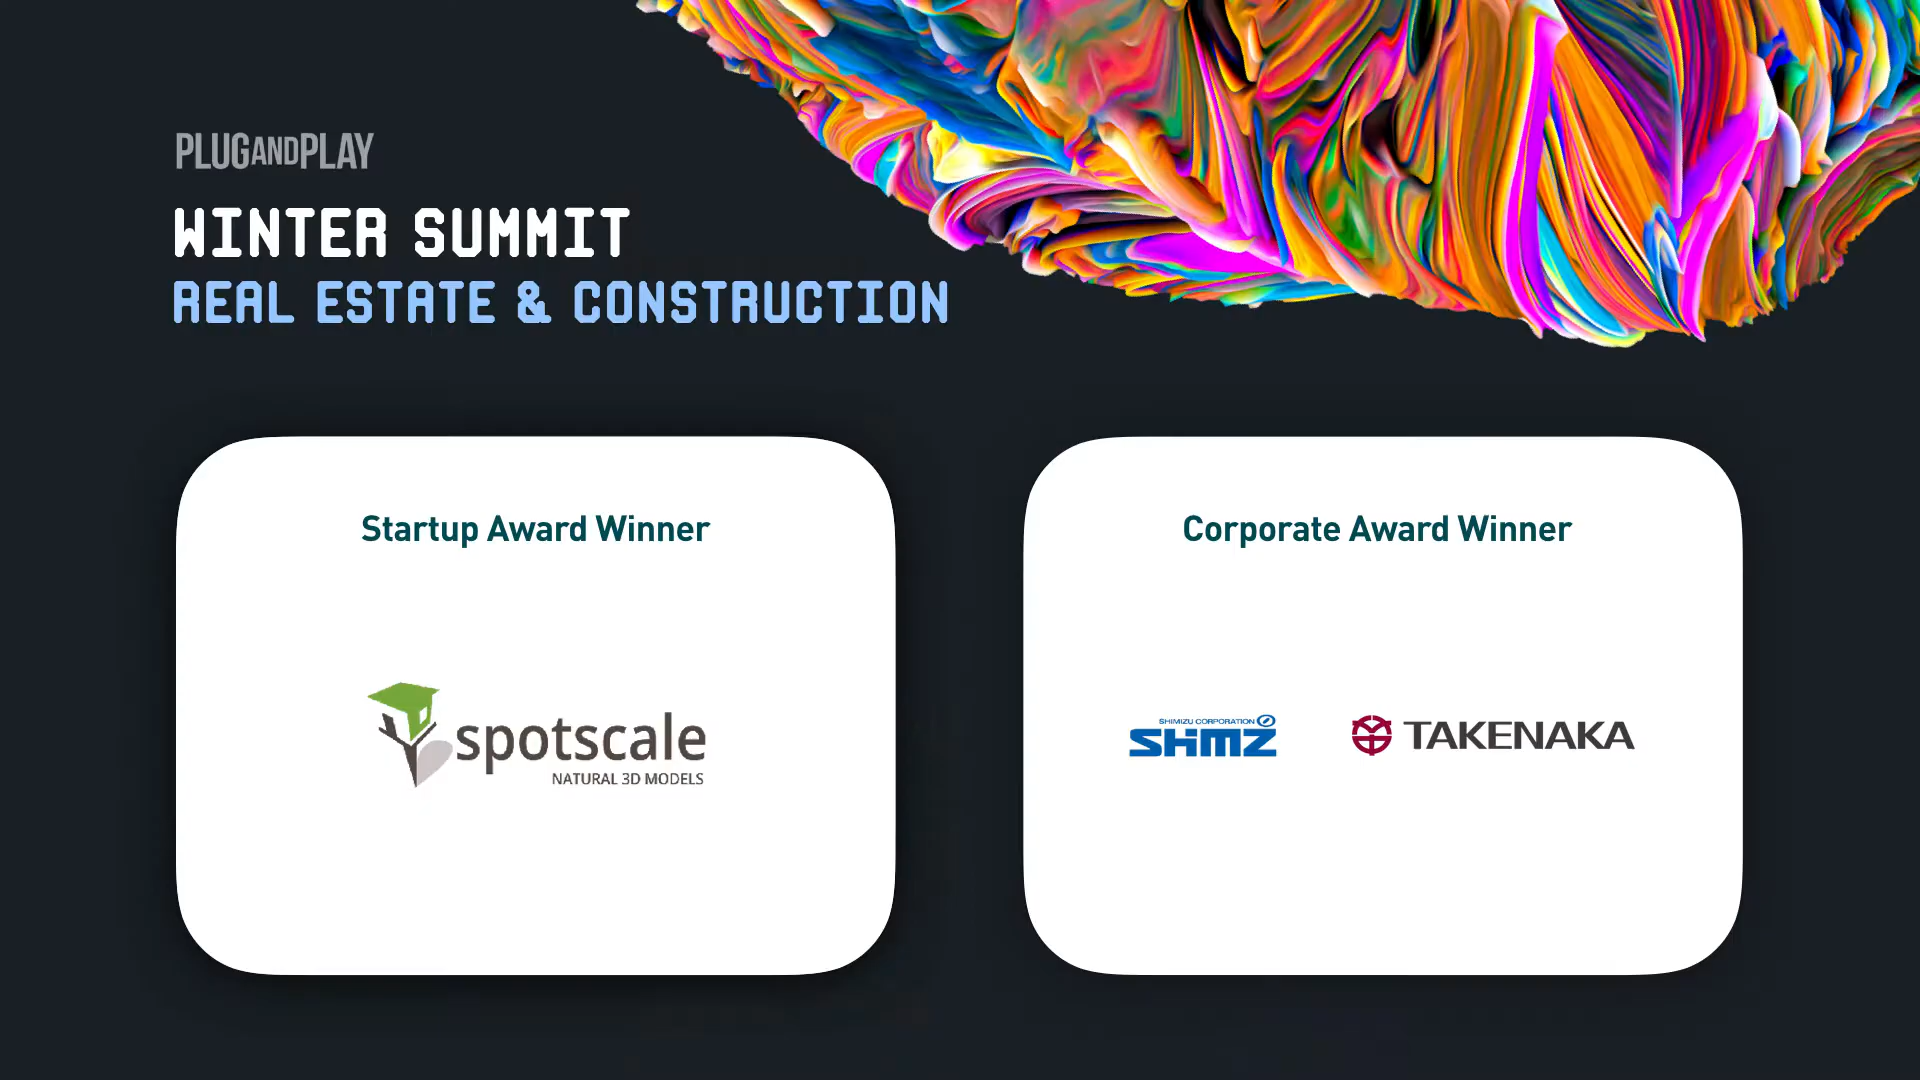 PLUGANDPLAY
WINTER SUMMIT
REAL ESTATE & CONSTRUCTION
Startup Award Winner
spotscale
NATURAL 3D MODELS
Corporate Award Winner
SHIMIZU CORPORATION
SHMZ
TAKENAKA